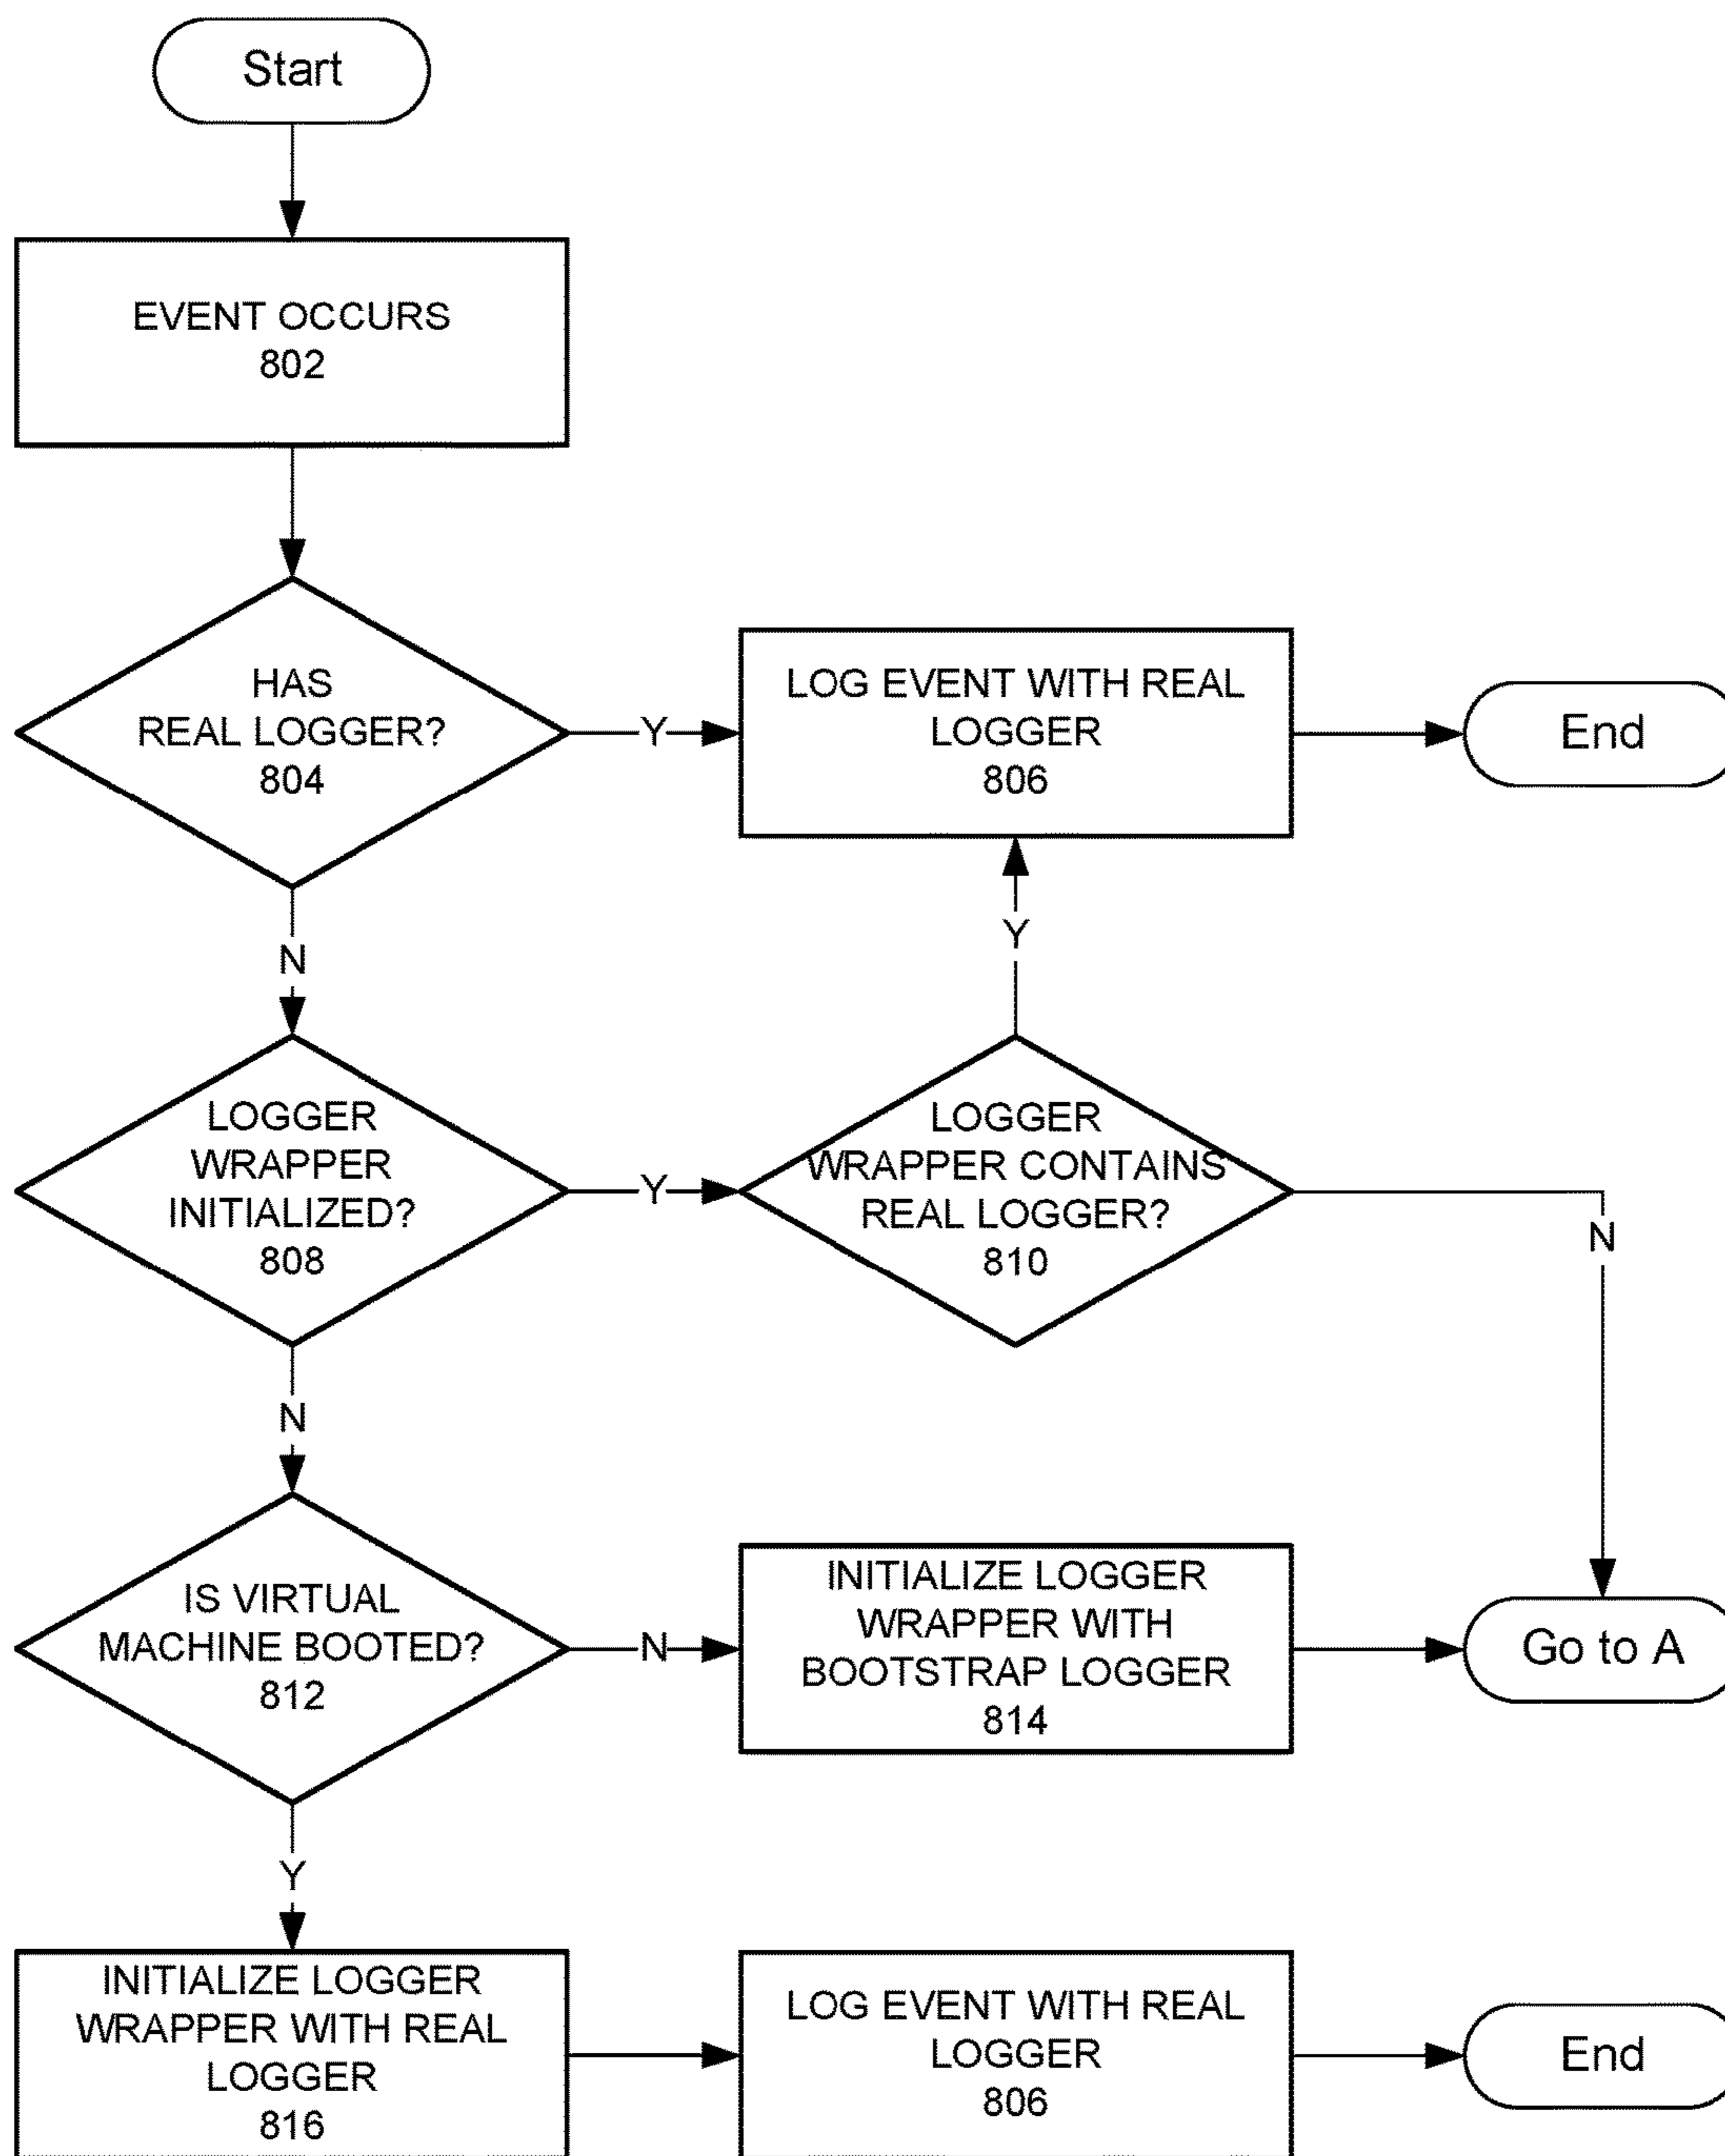 Start
EVENT OCCURS
802
HAS
REAL LOGGER?
804
Y
LOG EVENT WITH REAL
LOGGER
806
End
N
Y
LOGGER
WRAPPER
INITIALIZED?
808
Y
LOGGER
WRAPPER CONTAINS
REAL LOGGER?
810
N
N
IS VIRTUAL
MACHINE BOOTED?
812
N
INITIALIZE LOGGER
WRAPPER WITH
BOOTSTRAP LOGGER
814
Go to A
Y
INITIALIZE LOGGER
WRAPPER WITH REAL
LOGGER
816
LOG EVENT WITH REAL
LOGGER
806
End